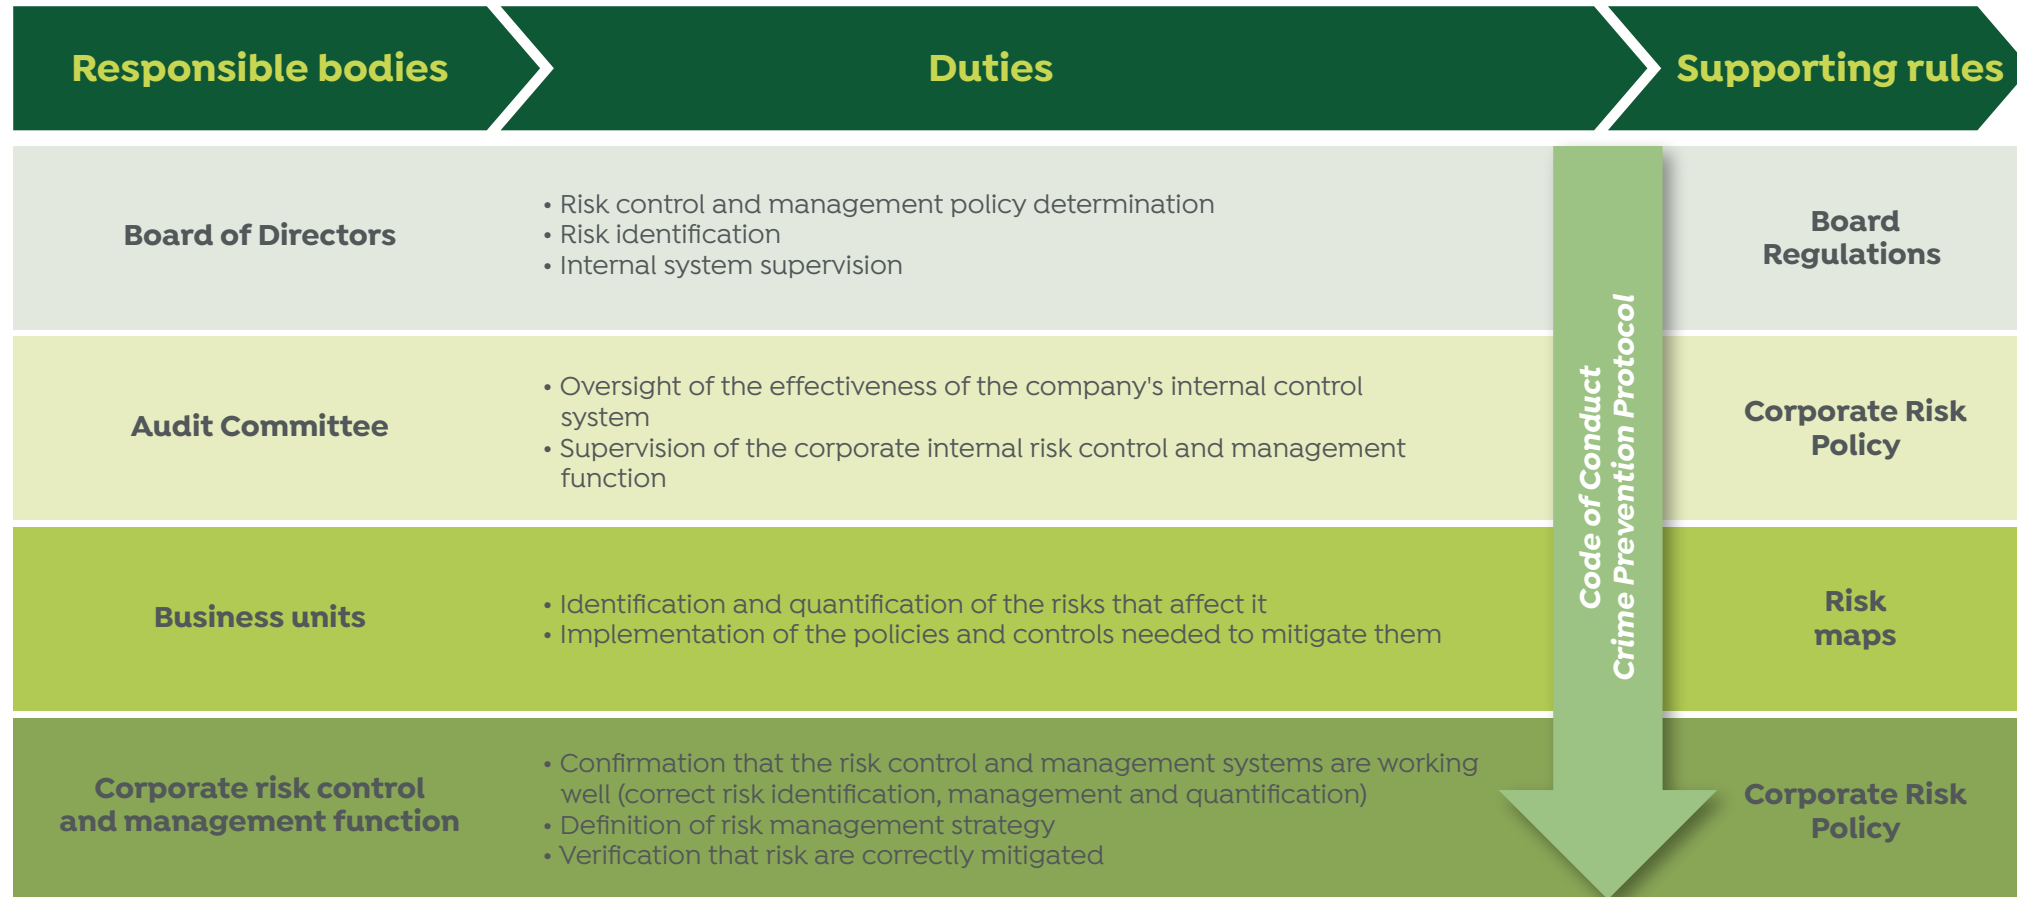 Responsible bodies
Duties
Supporting rules
Board of Directors
• Risk control and management policy determination
• Risk identification
• Internal system supervision
Board
Regulations
Audit Committee
• Oversight of the effectiveness of the company's internal control
system
• Supervision of the corporate internal risk control and management
function
Corporate Risk
Policy
Business units
• Identification and quantification of the risks that affect it
• Implementation of the policies and controls needed to mitigate them
Risk
maps
Corporate risk control
and management function
• Confirmation that the risk control and management systems are working
well (correct risk identification, management and quantification)
• Definition of risk management strategy
• Verification that risk are correctly mitigated
Corporate Risk
Policy
Code of Conduct
Crime Prevention Protocol